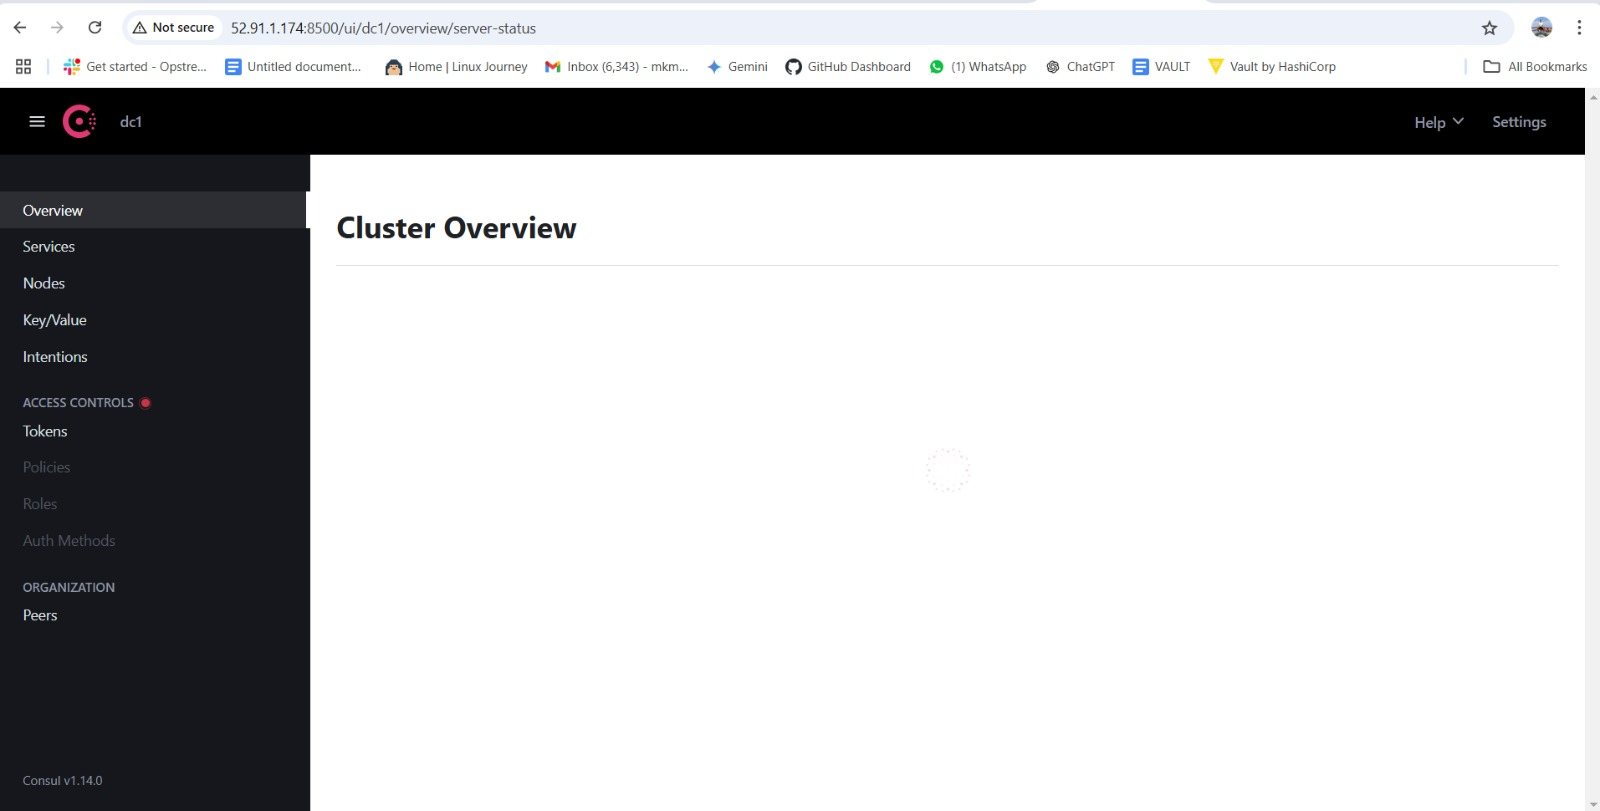 Not secure 52.91.1.174:8500/ui/dc1/overview/server-status
Get started - Opstre... Untitled document... Home | Linux Journey Inbox (6,343) - mkm... Gemini GitHub Dashboard (1) WhatsApp ChatGPT VAULT Vault by HashiCorp All Bookmarks
dc1 Help Settings
Overview
Services
Nodes
Key/Value
Intentions
ACCESS CONTROLS
Tokens
Policies
Roles
Auth Methods
ORGANIZATION
Peers
Consul v1.14.0
Cluster Overview